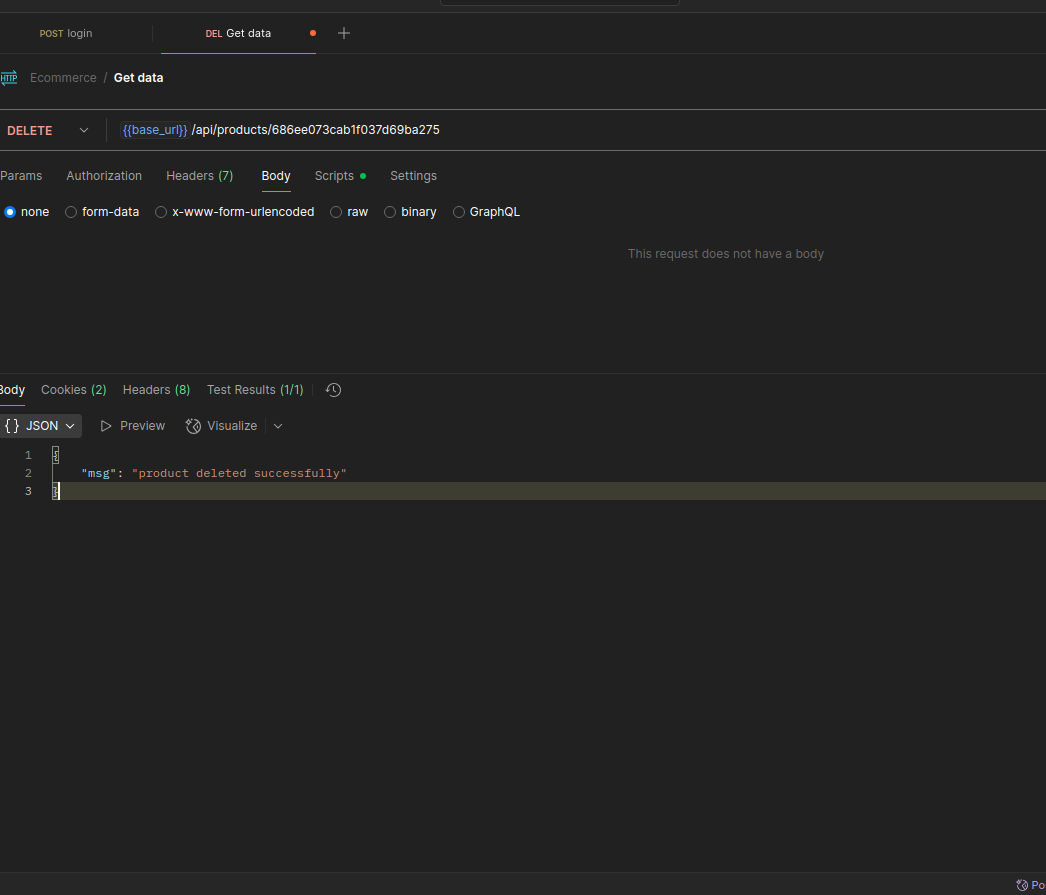 POST login
DEL Get data
HTTP Ecommerce / Get data
DELETE {{base_url}} /api/products/686ee073cab1f037d69ba275
Params Authorization Headers (7) Body Scripts Settings
none form-data x-www-form-urlencoded raw binary GraphQL
This request does not have a body
Body Cookies (2) Headers (8) Test Results (1/1)
{} JSON Preview Visualize
1 {
2 "msg": "product deleted successfully"
3 }